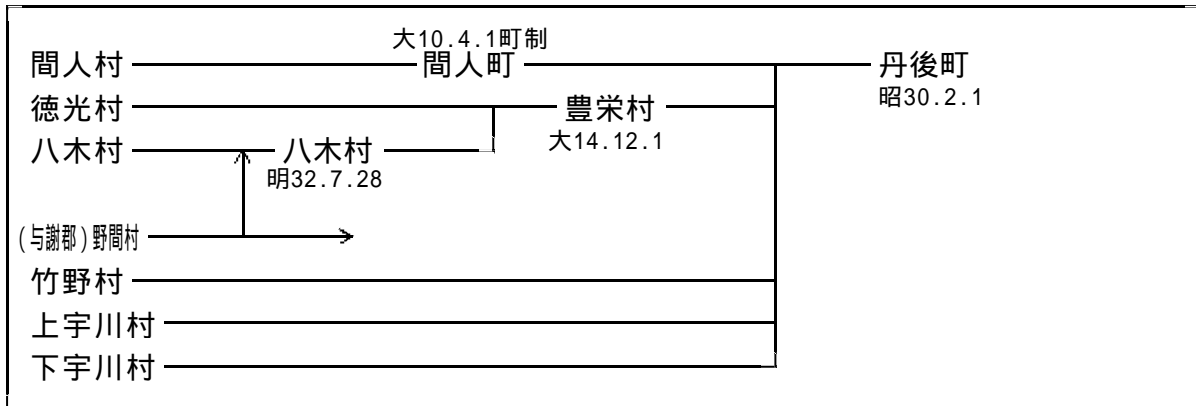 大10.4.1町制
間人村 間人町 丹後町
昭30.2.1
徳光村 豊栄村
大14.12.1
八木村 八木村
明32.7.28
(与謝郡)野間村
竹野村
上宇川村
下宇川村